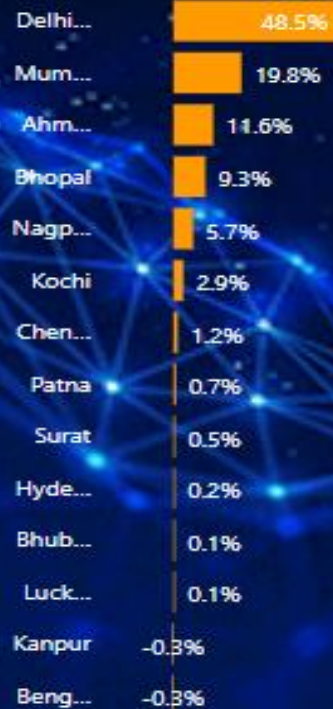 Delhi... 48.5%
Mum... 19.8%
Ahm... 11.6%
Bhopal 9.3%
Nagp... 5.7%
Kochi 2.9%
Chen... 1.2%
Patna 0.7%
Surat 0.5%
Hyde... 0.2%
Bhub... 0.1%
Luck... 0.1%
Kanpur -0.3%
Beng... -0.3%